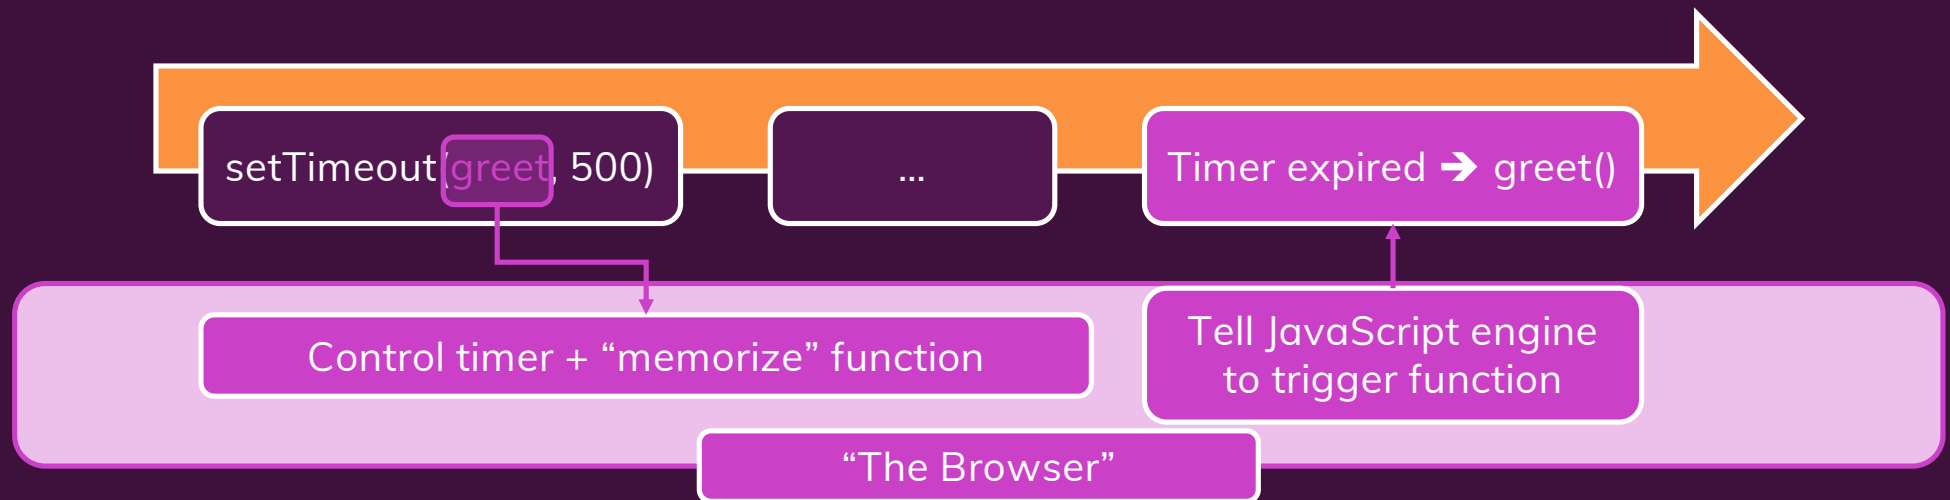 setTimeout(greet, 500)
...
Timer expired → greet()
Control timer + “memorize” function
Tell JavaScript engine
to trigger function
“The Browser”